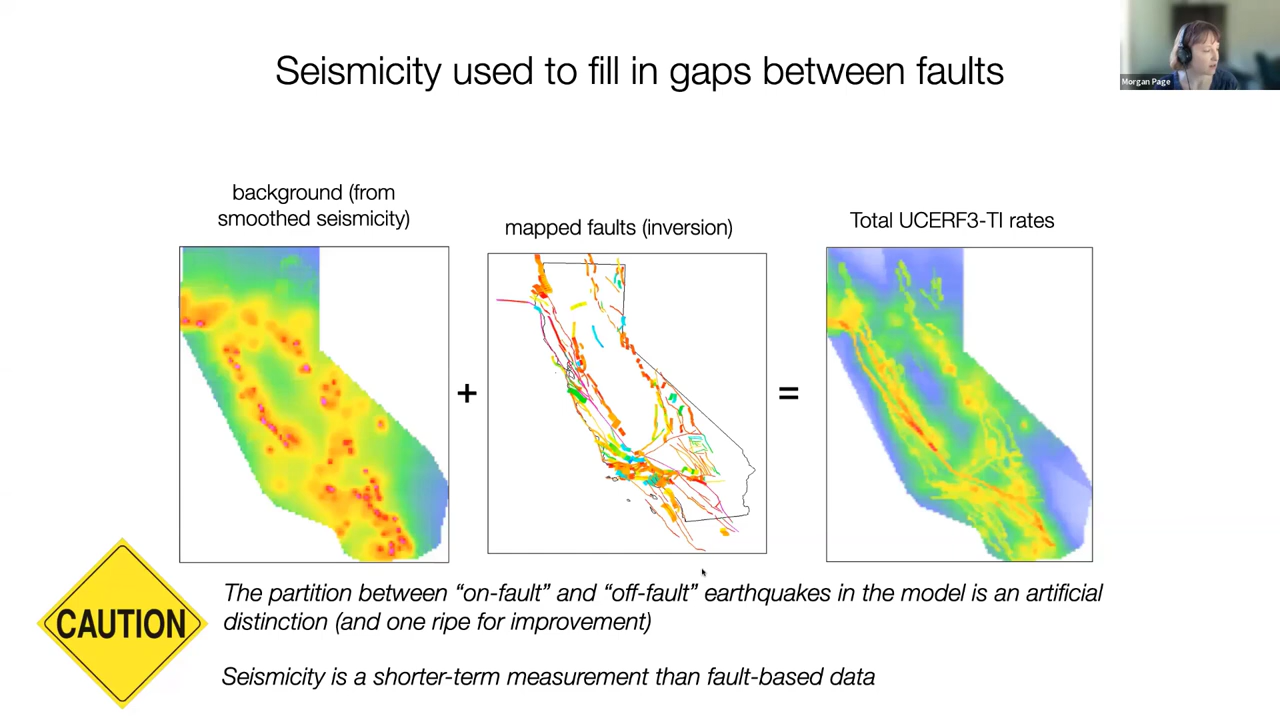 Seismicity used to fill in gaps between faults
Morgan Page
background (from
smoothed seismicity)
mapped faults (inversion)
Total UCERF3-TI rates
+
=
CAUTION
The partition between “on-fault” and “off-fault” earthquakes in the model is an artificial
distinction (and one ripe for improvement)
Seismicity is a shorter-term measurement than fault-based data